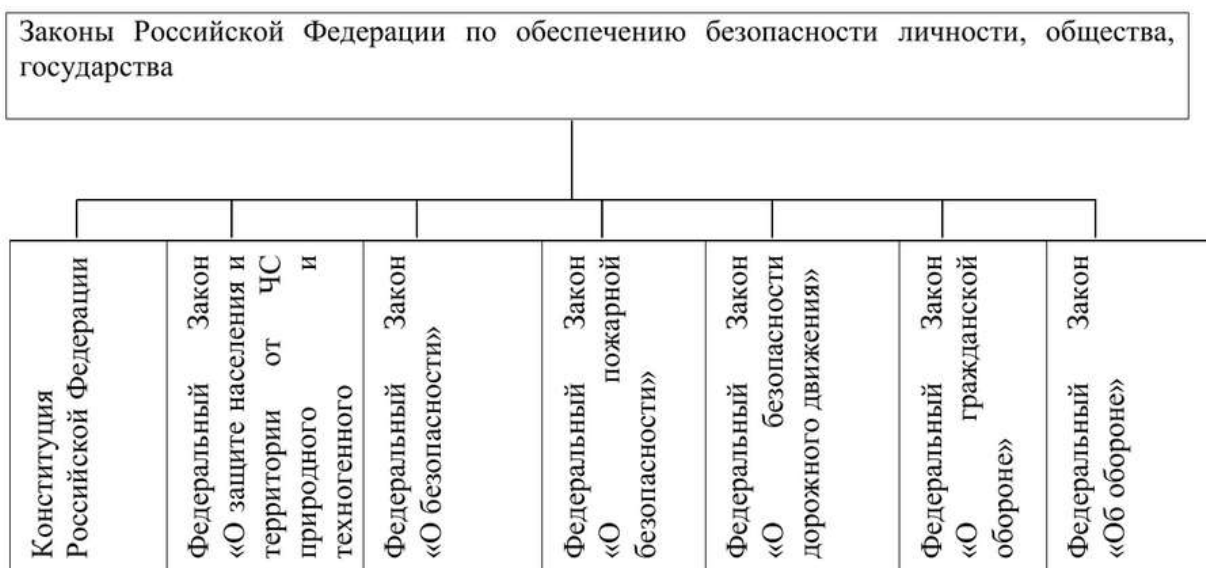 Законы Российской Федерации по обеспечению безопасности личности, общества,
государства
Конституция
Российской Федерации
Федеральный Закон
«О защите населения и
территории от ЧС
природного и
техногенного
Федеральный Закон
«О безопасности»
Федеральный Закон
«О пожарной
безопасности»
Федеральный Закон
«О безопасности
дорожного движения»
Федеральный Закон
«О гражданской
обороне»
Федеральный Закон
«Об обороне»